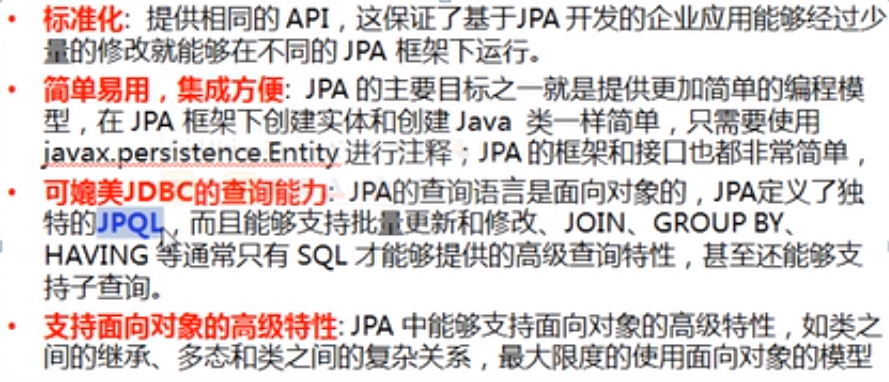 • 标准化: 提供相同的 API，这保证了基于JPA 开发的企业应用能够经过少
量的修改就能够在不同的 JPA 框架下运行。
• 简单易用，集成方便: JPA 的主要目标之一就是提供更加简单的编程模
型，在 JPA 框架下创建实体和创建 Java 类一样简单，只需要使用
javax.persistence.Entity 进行注释；JPA 的框架和接口也都非常简单，
• 可媲美JDBC的查询能力: JPA的查询语言是面向对象的，JPA定义了独
特的JPQL，而且能够支持批量更新和修改、JOIN、GROUP BY、
HAVING 等通常只有 SQL 才能够提供的高级查询特性，甚至还能够支
持子查询。
• 支持面向对象的高级特性: JPA 中能够支持面向对象的高级特性，如类之
间的继承、多态和类之间的复杂关系，最大限度的使用面向对象的模型